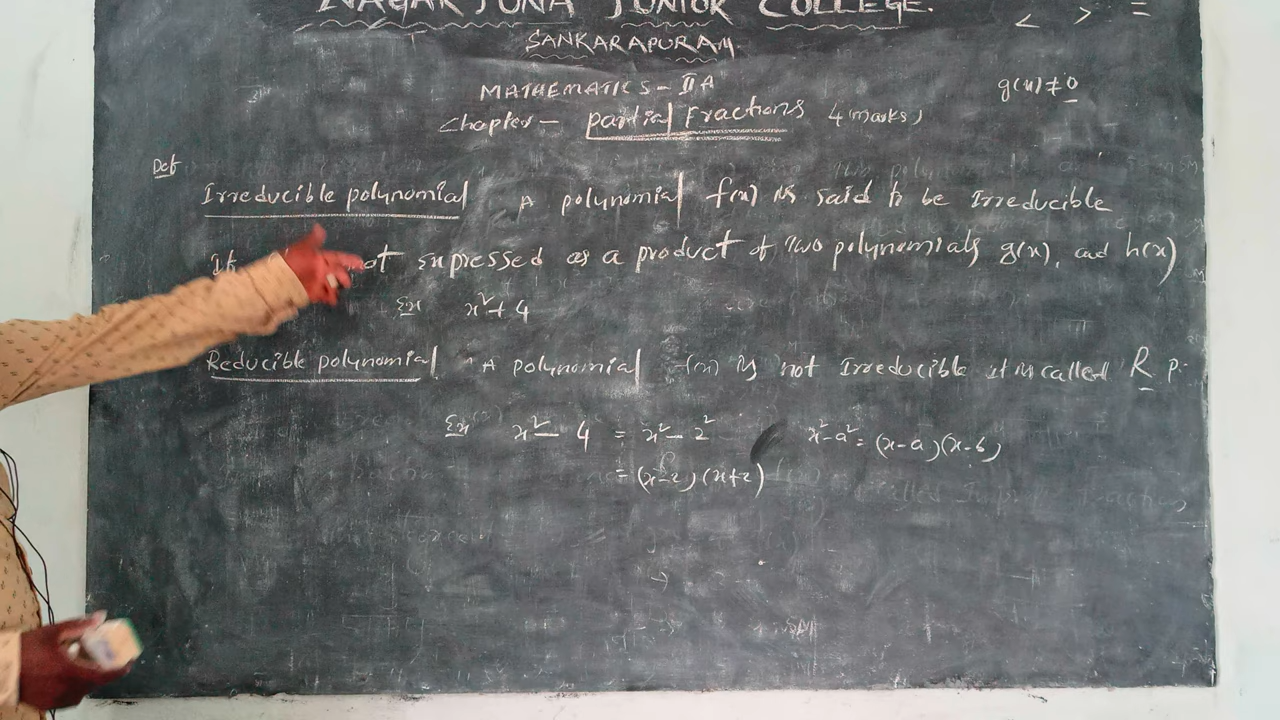 NAGARJUNA JUNIOR COLLEGE.
< > =
SANKARAPURAM
MATHEMATICS - IIA
g(x) ≠ 0
Chapter - Partial Fractions 4 marks)
Def
Irreducible polynomial A polynomial f(x) is said to be Irreducible
If not expressed as a product of two polynomials g(x), and h(x)
Ex x²+4
Reducible polynomial A polynomial f(x) is not Irreducible it is called R P.
Ex x²- 4 = x²- 2² x²-a² = (x-a)(x-b)
= (x-2)(x+2)